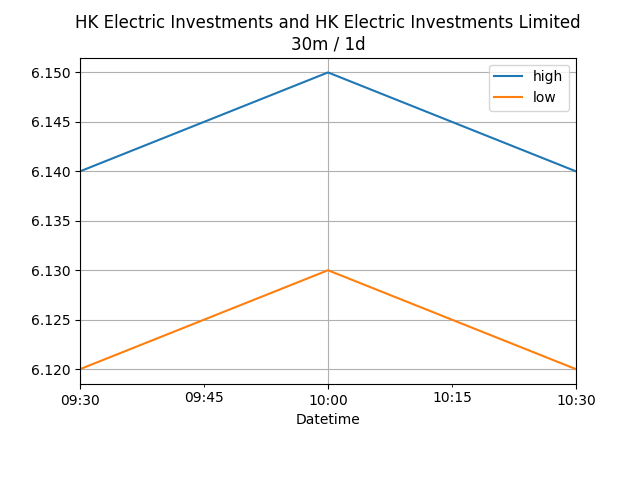 HK Electric Investments and HK Electric Investments Limited
30m / 1d
high
low
6.150
6.145
6.140
6.135
6.130
6.125
6.120
09:30
09:45
10:00
10:15
10:30
Datetime